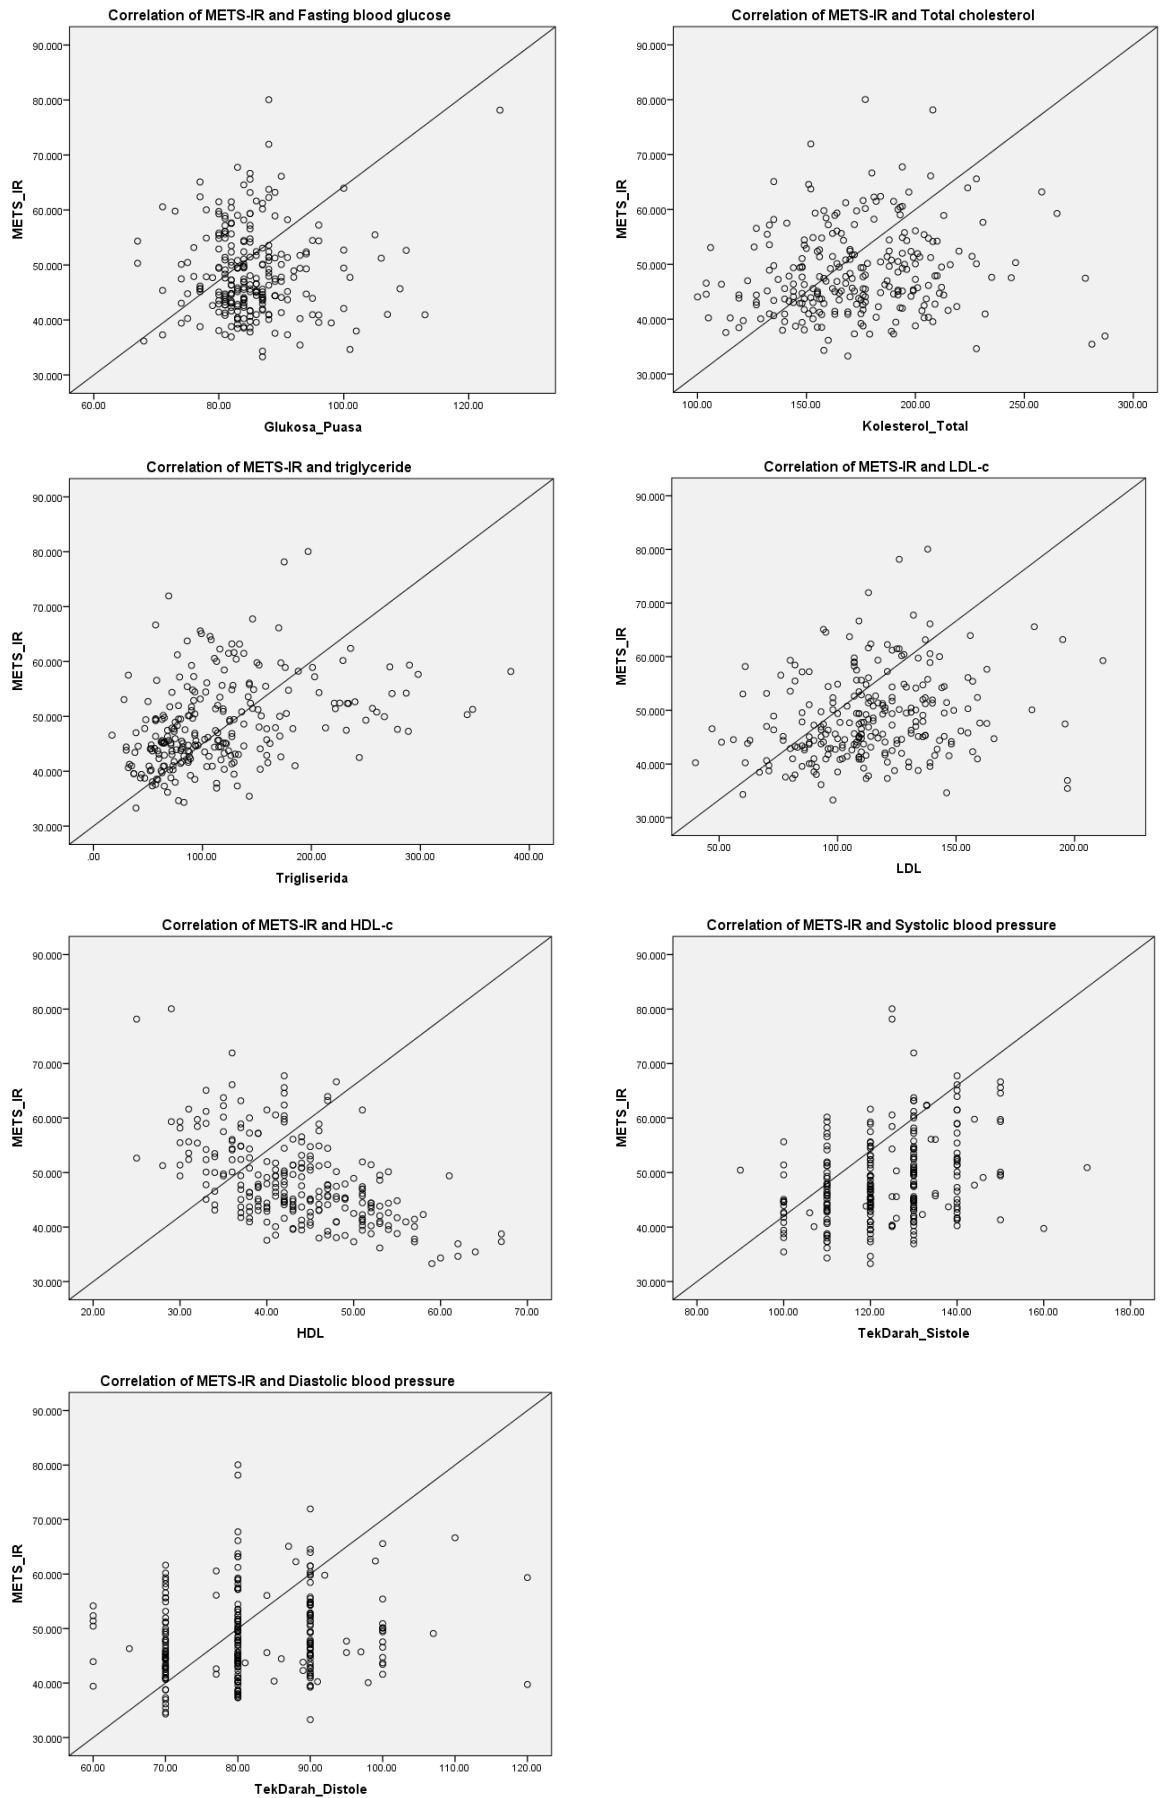 Correlation of METS-IR and Fasting blood glucose
METS_IR
90.000
80.000
70.000
60.000
50.000
40.000
30.000
60.00 80.00 100.00 120.00
Glukosa_Puasa
Correlation of METS-IR and Total cholesterol
METS_IR
90.000
80.000
70.000
60.000
50.000
40.000
30.000
100.00 150.00 200.00 250.00 300.00
Kolesterol_Total
Correlation of METS-IR and triglyceride
METS_IR
90.000
80.000
70.000
60.000
50.000
40.000
30.000
.00 100.00 200.00 300.00 400.00
Trigliserida
Correlation of METS-IR and LDL-c
METS_IR
90.000
80.000
70.000
60.000
50.000
40.000
30.000
50.00 100.00 150.00 200.00
LDL
Correlation of METS-IR and HDL-c
METS_IR
90.000
80.000
70.000
60.000
50.000
40.000
30.000
20.00 30.00 40.00 50.00 60.00 70.00
HDL
Correlation of METS-IR and Systolic blood pressure
METS_IR
90.000
80.000
70.000
60.000
50.000
40.000
30.000
80.00 100.00 120.00 140.00 160.00 180.00
TekDarah_Sistole
Correlation of METS-IR and Diastolic blood pressure
METS_IR
90.000
80.000
70.000
60.000
50.000
40.000
30.000
60.00 70.00 80.00 90.00 100.00 110.00 120.00
TekDarah_Distole